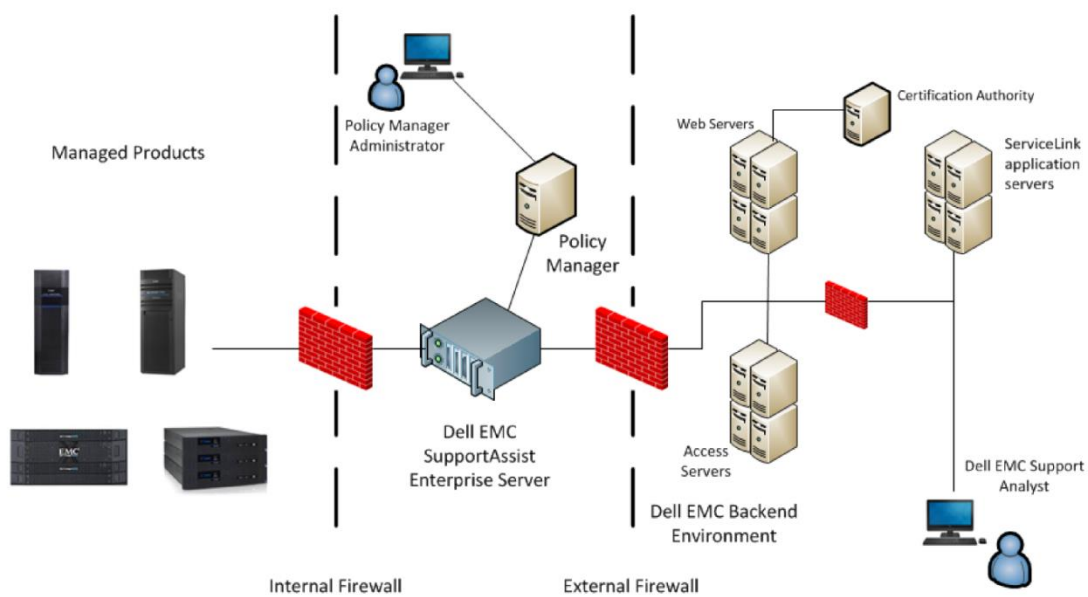 Managed Products
Policy Manager
Administrator
Policy
Manager
Dell EMC
SupportAssist
Enterprise Server
Internal Firewall
External Firewall
Web Servers
Certification Authority
ServiceLink
application
servers
Access
Servers
Dell EMC Backend
Environment
Dell EMC Support
Analyst
EMC